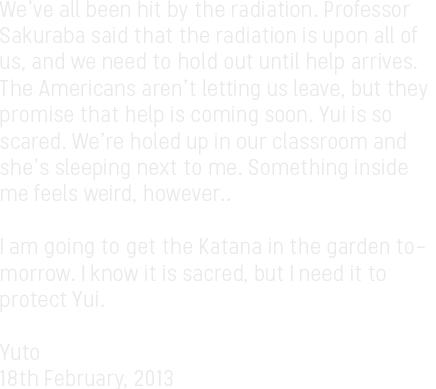 We've all been hit by the radiation. Professor
Sakuraba said that the radiation is upon all of
us, and we need to hold out until help arrives.
The Americans aren't letting us leave, but they
promise that help is coming soon. Yui is so
scared. We're holed up in our classroom and
she's sleeping next to me. Something inside
me feels weird, however..

I am going to get the Katana in the garden to-
morrow. I know it is sacred, but I need it to
protect Yui.

Yuto
18th February, 2013